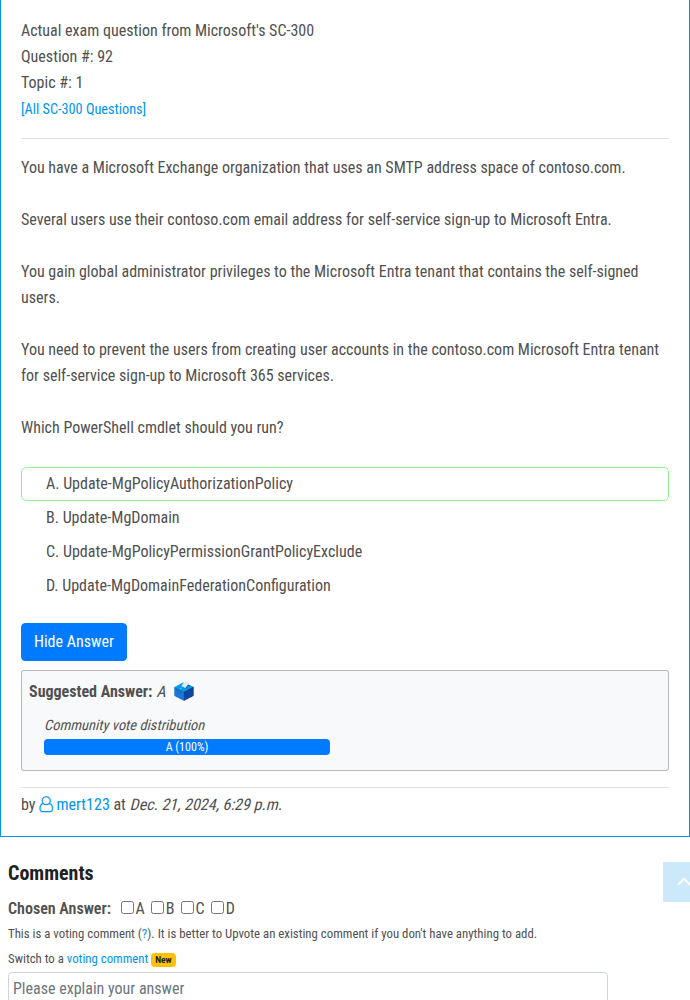 Actual exam question from Microsoft's SC-300
Question #: 92
Topic #: 1
[All SC-300 Questions]
You have a Microsoft Exchange organization that uses an SMTP address space of contoso.com.
Several users use their contoso.com email address for self-service sign-up to Microsoft Entra.
You gain global administrator privileges to the Microsoft Entra tenant that contains the self-signed
users.
You need to prevent the users from creating user accounts in the contoso.com Microsoft Entra tenant
for self-service sign-up to Microsoft 365 services.
Which PowerShell cmdlet should you run?
A. Update-MgPolicyAuthorizationPolicy
B. Update-MgDomain
C. Update-MgPolicyPermissionGrantPolicyExclude
D. Update-MgDomainFederationConfiguration
Hide Answer
Suggested Answer: A
Community vote distribution
A (100%)
by mert123 at Dec. 21, 2024, 6:29 p.m.
Comments
Chosen Answer: A B C D
This is a voting comment (?). It is better to Upvote an existing comment if you don't have anything to add.
Switch to a voting comment New
Please explain your answer